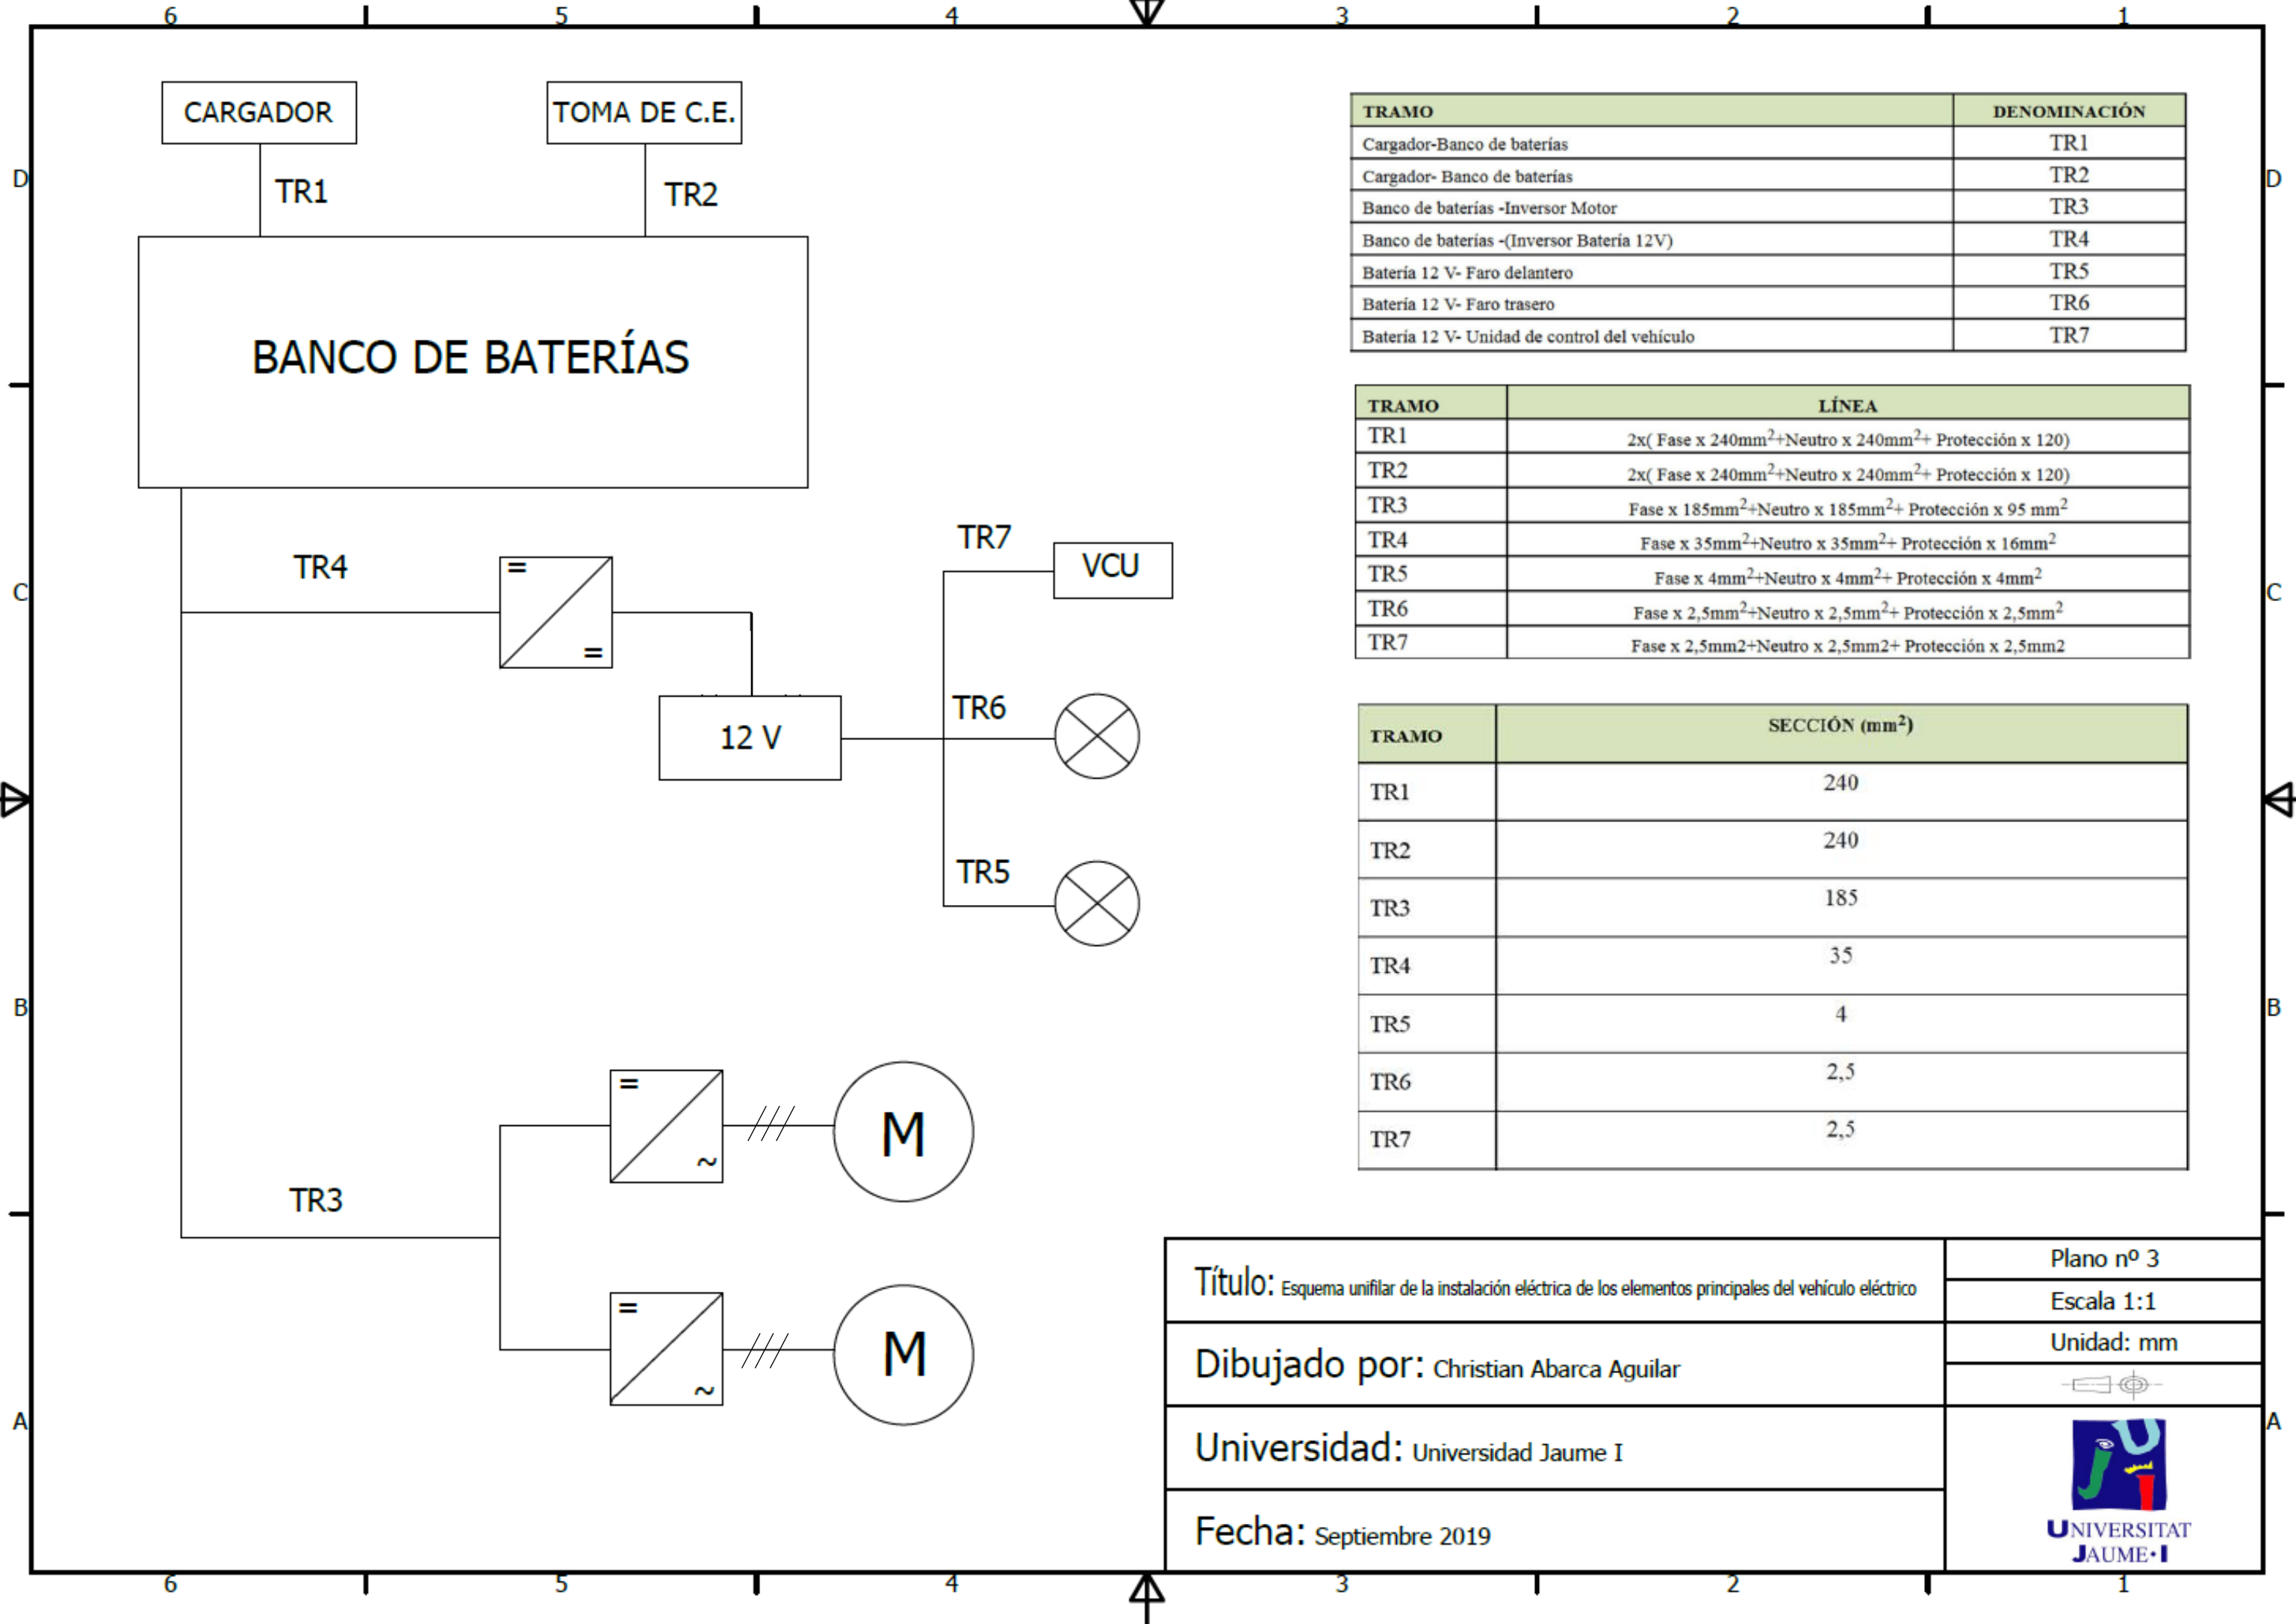 6 5 4 3 2 1
CARGADOR
TOMA DE C.E.
TR1
TR2
D
D
BANCO DE BATERÍAS
TR4
=
=
TR7
VCU
C
C
TR6
12 V
TR5
B
B
=
~
M
TR3
=
~
M
A
A
TRAMO DENOMINACIÓN
Cargador-Banco de baterías TR1
Cargador- Banco de baterías TR2
Banco de baterías -Inversor Motor TR3
Banco de baterías -(Inversor Batería 12V) TR4
Batería 12 V- Faro delantero TR5
Batería 12 V- Faro trasero TR6
Batería 12 V- Unidad de control del vehículo TR7
TRAMO LÍNEA
TR1 2x( Fase x 240mm²+Neutro x 240mm²+ Protección x 120)
TR2 2x( Fase x 240mm²+Neutro x 240mm²+ Protección x 120)
TR3 Fase x 185mm²+Neutro x 185mm²+ Protección x 95 mm²
TR4 Fase x 35mm²+Neutro x 35mm²+ Protección x 16mm²
TR5 Fase x 4mm²+Neutro x 4mm²+ Protección x 4mm²
TR6 Fase x 2,5mm²+Neutro x 2,5mm²+ Protección x 2,5mm²
TR7 Fase x 2,5mm2+Neutro x 2,5mm2+ Protección x 2,5mm2
TRAMO SECCIÓN (mm²)
TR1 240
TR2 240
TR3 185
TR4 35
TR5 4
TR6 2,5
TR7 2,5
Título: Esquema unifilar de la instalación eléctrica de los elementos principales del vehículo eléctrico
Plano nº 3
Escala 1:1
Dibujado por: Christian Abarca Aguilar
Unidad: mm
Universidad: Universidad Jaume I
Fecha: Septiembre 2019
UJI
UNIVERSITAT
JAUME·I
6 5 4 3 2 1